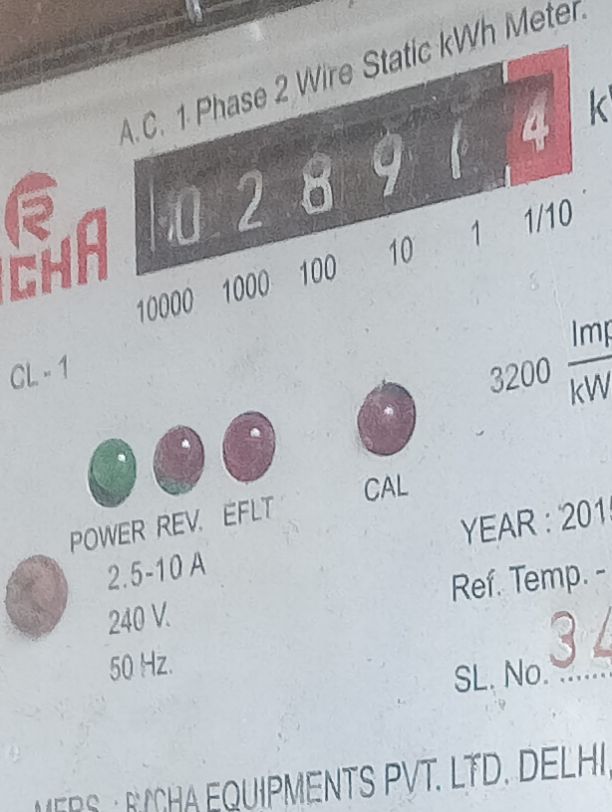 A.C. 1 Phase 2 Wire Static kWh Meter.
0 2 8 9 1 4
10000 1000 100 10 1 1/10
CL - 1
3200
POWER REV. EFLT CAL
2.5-10 A
240 V.
50 Hz.
YEAR : 201
Ref. Temp. -
SL. No.
EQUIPMENTS PVT. LTD. DELHI,